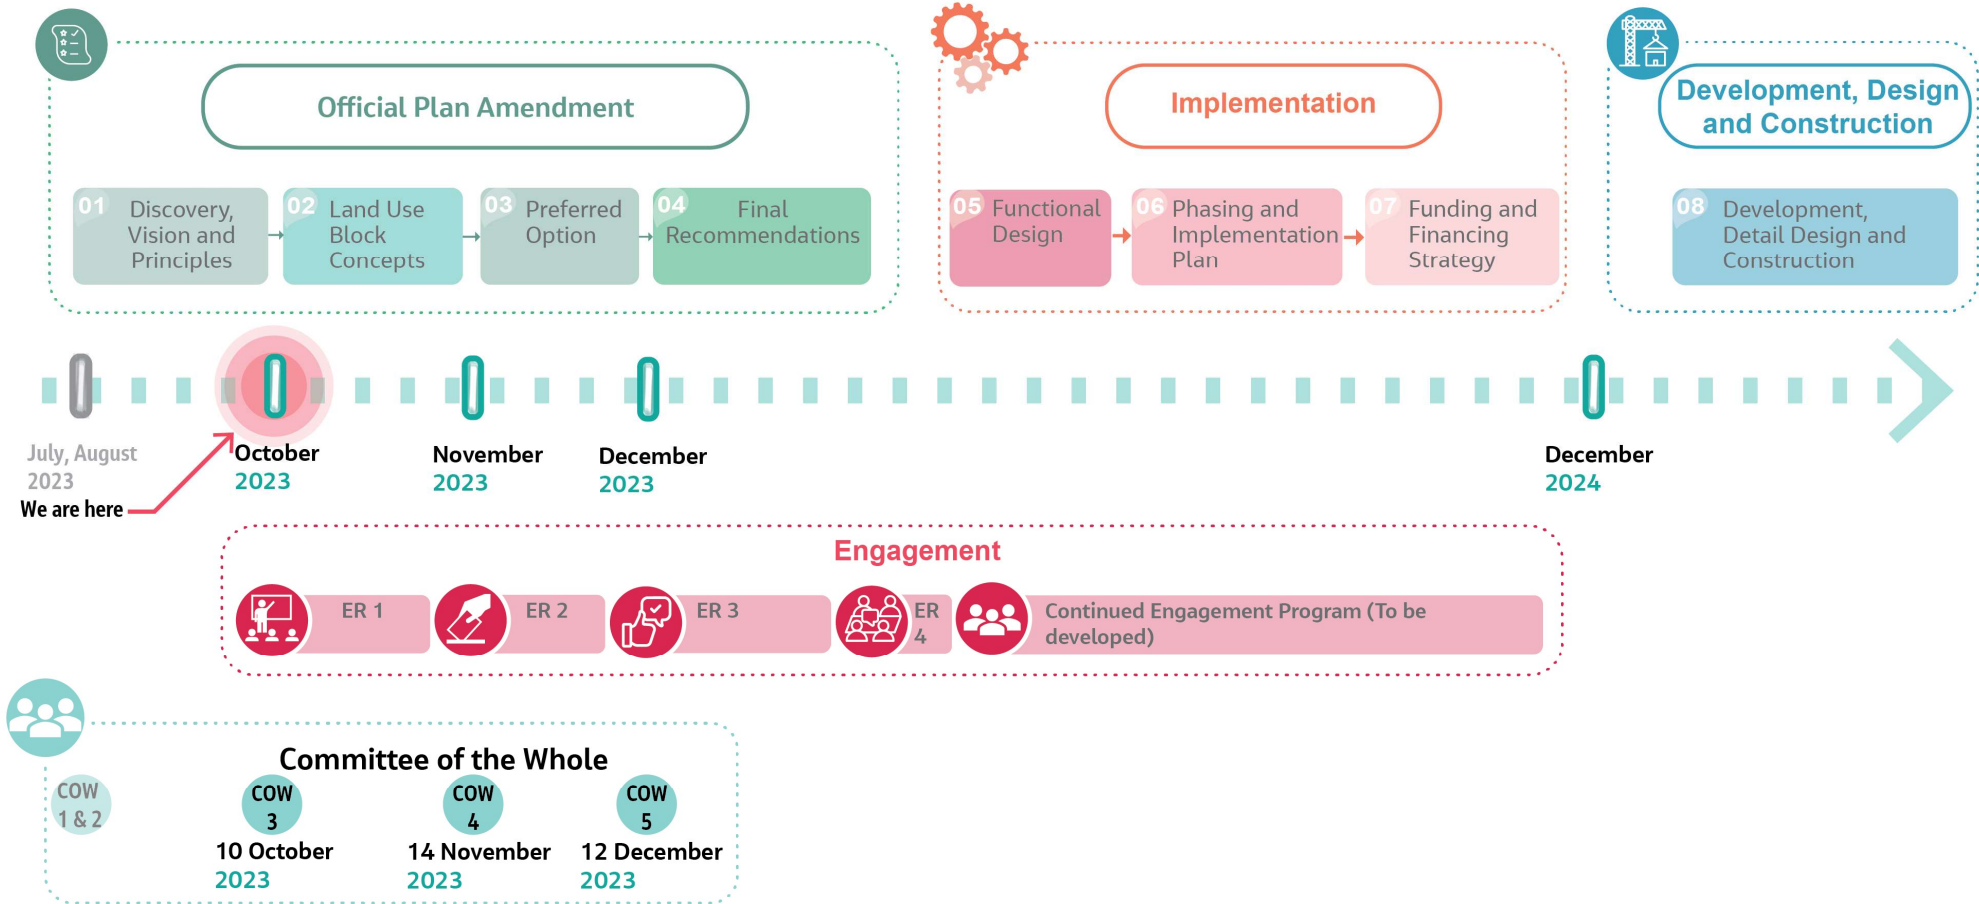 Official Plan Amendment
Implementation
Development, Design
and Construction
01
Discovery,
Vision and
Principles
02
Land Use
Block
Concepts
03
Preferred
Option
04
Final
Recommendations
05
Functional
Design
06
Phasing and
Implementation
Plan
07
Funding and
Financing
Strategy
08
Development,
Detail Design and
Construction
July, August
2023
We are here
October
2023
November
2023
December
2023
December
2024
Engagement
ER 1
ER 2
ER 3
ER
4
Continued Engagement Program (To be
developed)
Committee of the Whole
COW
1 & 2
COW
3
10 October
2023
COW
4
14 November
2023
COW
5
12 December
2023